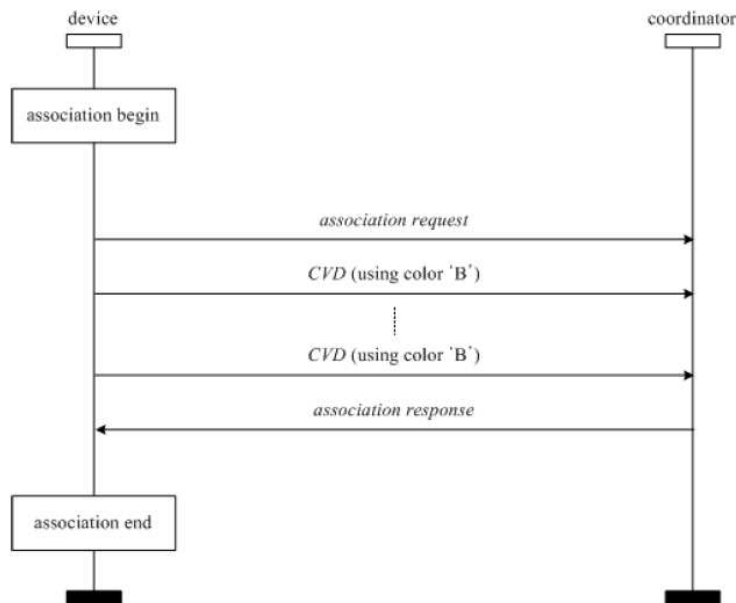 device
coordinator
association begin
association request
CVD (using color 'B')
CVD (using color 'B')
association response
association end